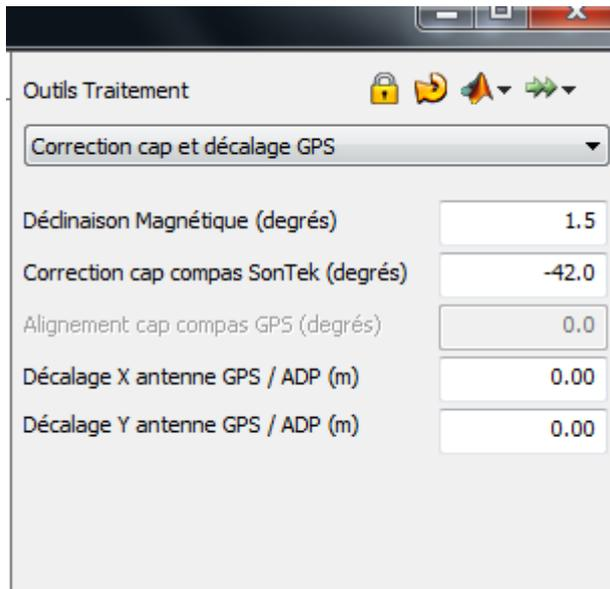 Outils Traitement
Correction cap et décalage GPS
Déclinaison Magnétique (degrés) 1.5
Correction cap compas SonTek (degrés) -42.0
Alignement cap compas GPS (degrés) 0.0
Décalage X antenne GPS / ADP (m) 0.00
Décalage Y antenne GPS / ADP (m) 0.00